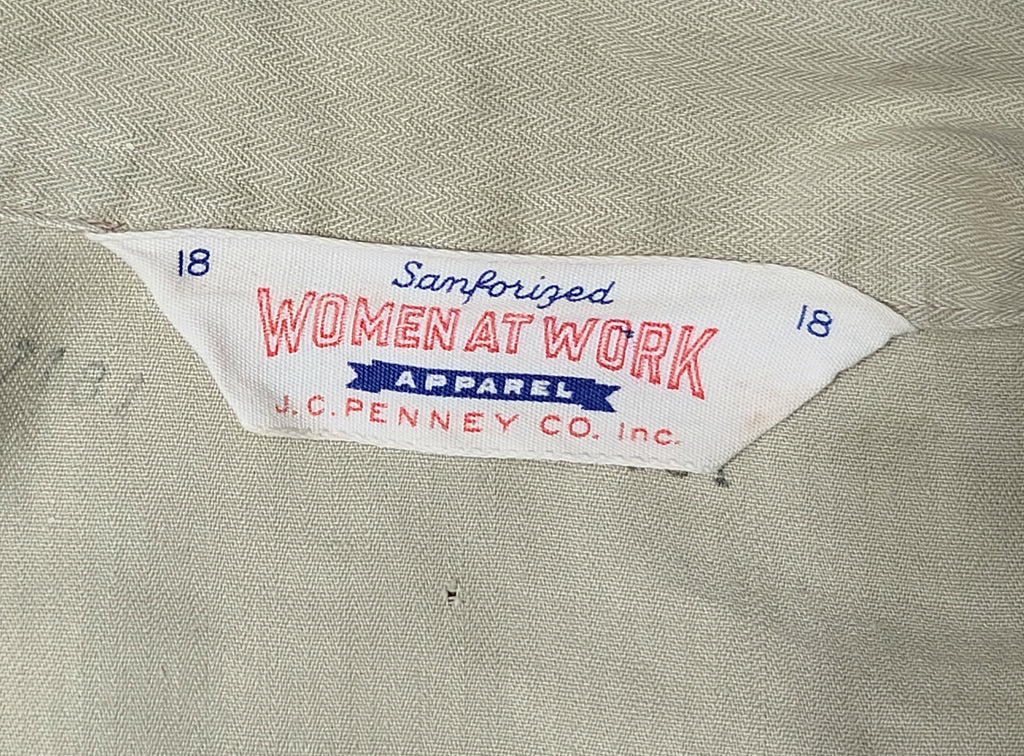 18
Sanforized
18
WOMEN AT WORK
APPAREL
J. C. PENNEY CO. Inc.